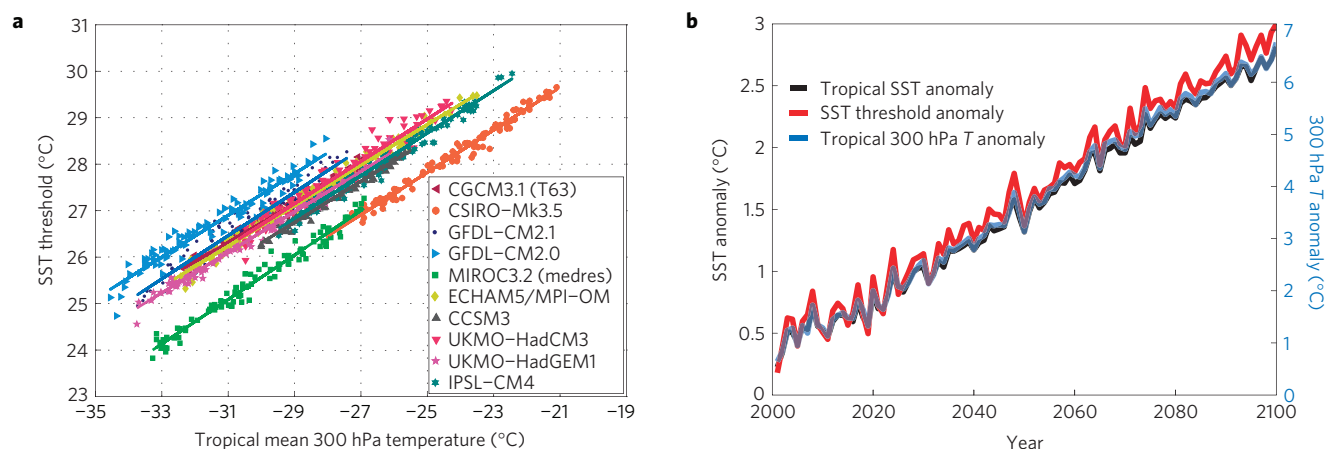 a
31
30
29
28
27
26
25
24
23
SST threshold (°C)
−35 −33 −31 −29 −27 −25 −23 −21 −19
Tropical mean 300 hPa temperature (°C)
CGCM3.1 (T63)
CSIRO−Mk3.5
GFDL−CM2.1
GFDL−CM2.0
MIROC3.2 (medres)
ECHAM5/MPI−OM
CCSM3
UKMO−HadCM3
UKMO−HadGEM1
IPSL−CM4
b
3
2.5
2
1.5
1
0.5
0
SST anomaly (°C)
Tropical SST anomaly
SST threshold anomaly
Tropical 300 hPa T anomaly
7
6
5
4
3
2
1
0
300 hPa T anomaly (°C)
2000 2020 2040 2060 2080 2100
Year